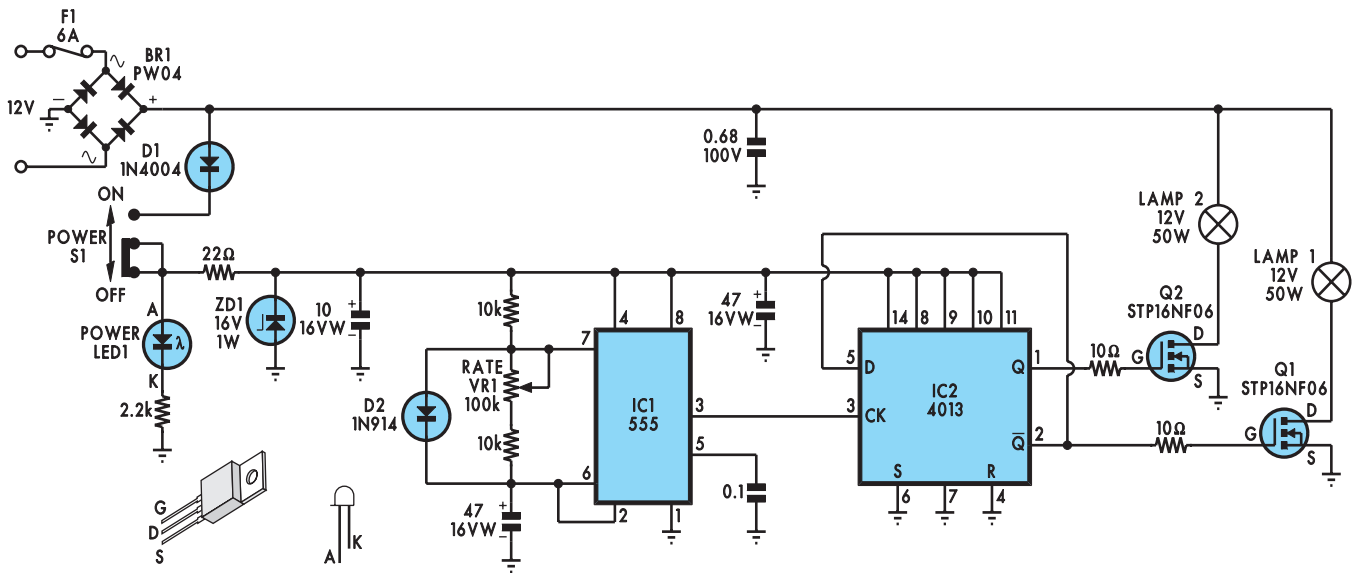 F1
6A
BR1
PW04
12V
–
+
D1
1N4004
0.68
100V
ON
POWER
S1
OFF
22Ω
ZD1
16V
1W
10
16VW
+
–
A
POWER
LED1
λ
K
2.2k
10k
RATE
VR1
100k
10k
D2
1N914
47
16VW
+
–
4
8
7
IC1
555
3
5
6
2
1
0.1
47
16VW
+
–
14
8
9
10
11
5
D
3
CK
IC2
4013
Q
1
Q̅
2
S
R
6
7
4
10Ω
10Ω
LAMP 2
12V
50W
LAMP 1
12V
50W
Q2
STP16NF06
G
D
S
Q1
STP16NF06
G
D
S
G
D
S
A
K